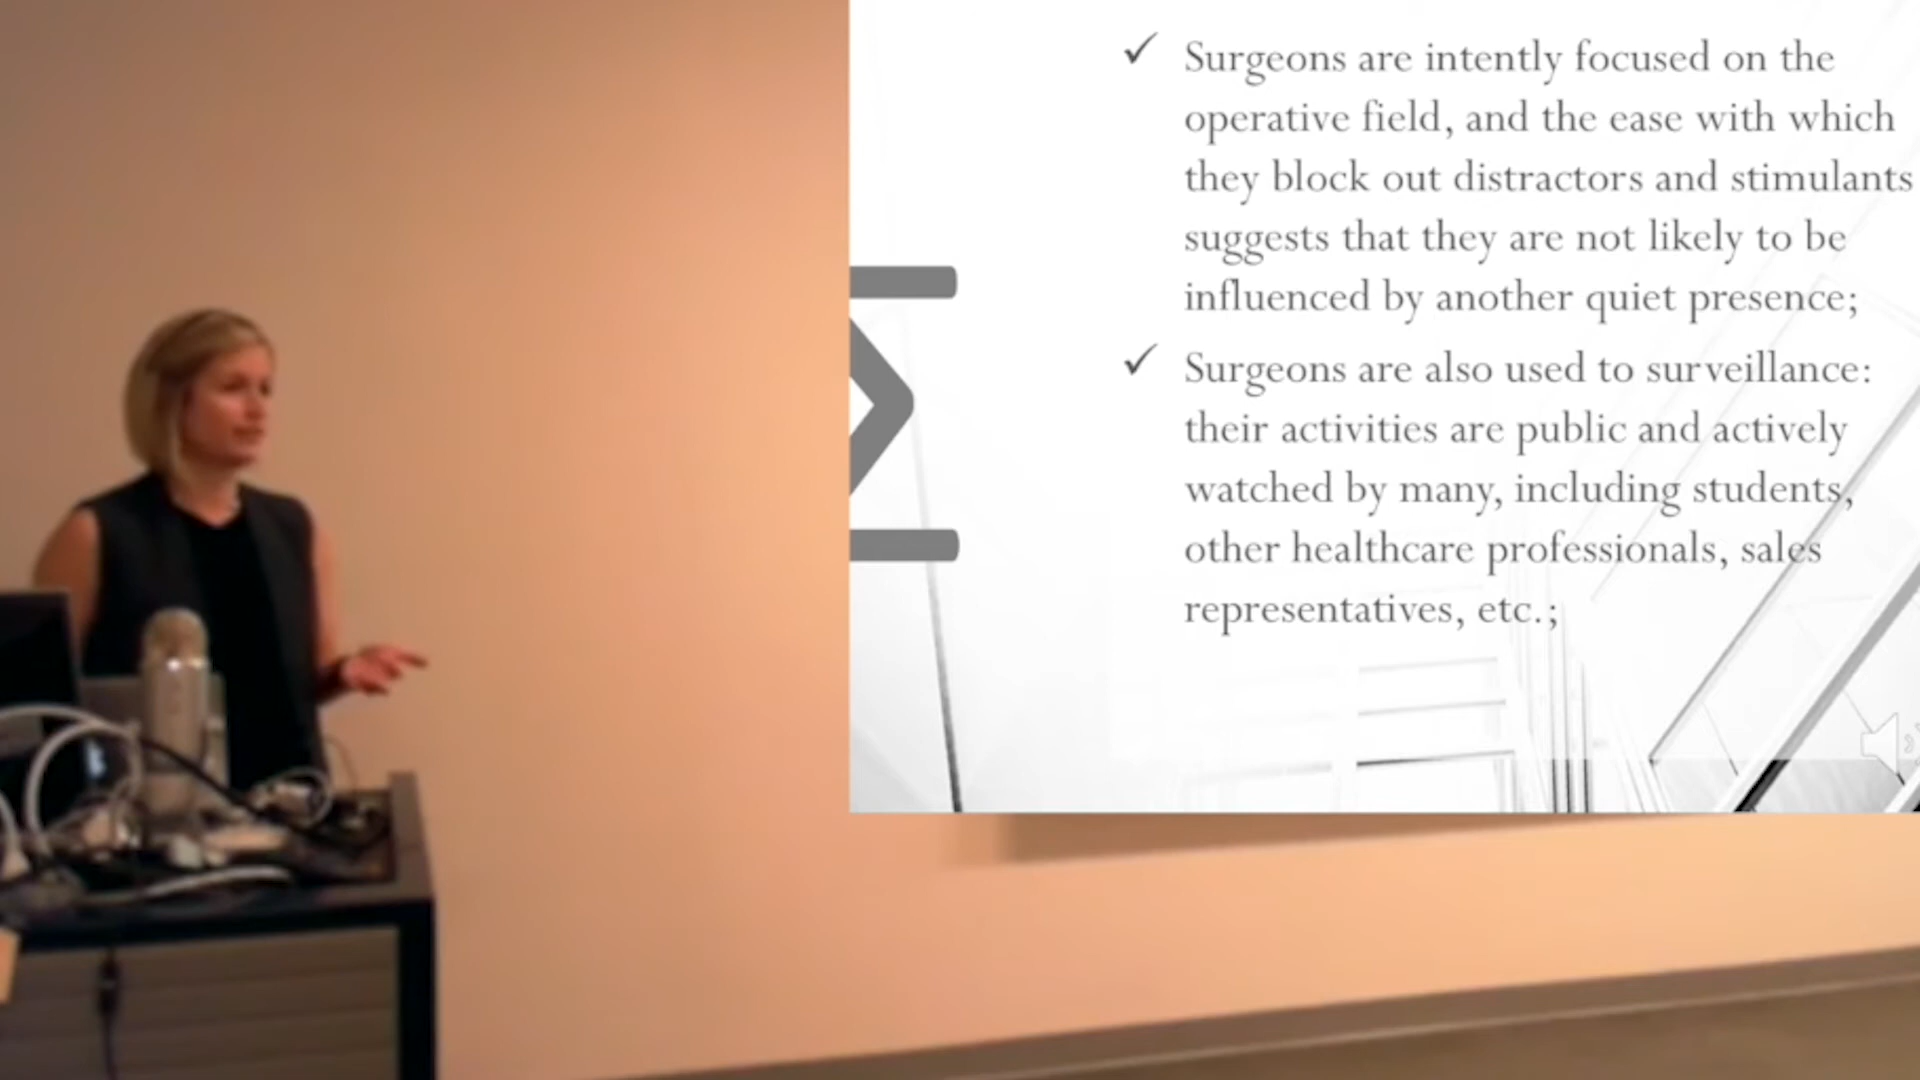 ✓ Surgeons are intently focused on the
operative field, and the ease with which
they block out distractors and stimulants
suggests that they are not likely to be
influenced by another quiet presence;
✓ Surgeons are also used to surveillance:
their activities are public and actively
watched by many, including students,
other healthcare professionals, sales
representatives, etc.;